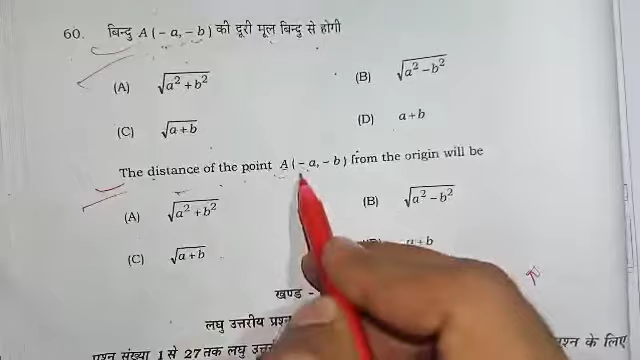 60. बिन्दु A (– a, – b) की दूरी मूल बिन्दु से होगी
(A) √(a² + b²) (B) √(a² – b²)
(C) √(a + b) (D) a + b
The distance of the point A (– a, – b) from the origin will be
(A) √(a² + b²) (B) √(a² – b²)
(C) √(a + b) a + b
खण्ड -
लघु उत्तरीय प्रश्न
प्रश्न संख्या 1 से 27 तक लघु उत्त प्रश्न के लिए